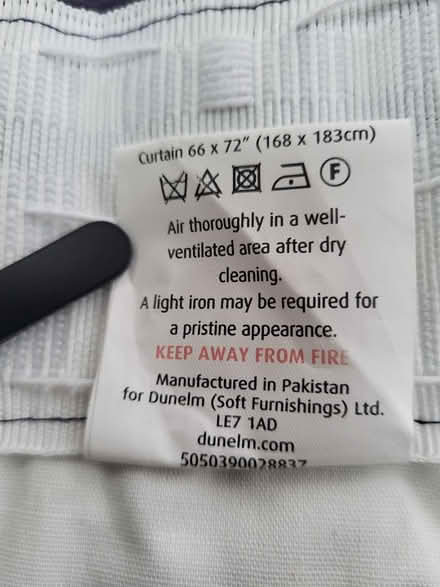 Curtain 66 x 72" (168 x 183cm)
F
Air thoroughly in a well-
ventilated area after dry
cleaning.
A light iron may be required for
a pristine appearance.
KEEP AWAY FROM FIRE
Manufactured in Pakistan
for Dunelm (Soft Furnishings) Ltd.
LE7 1AD
dunelm.com
5050390028837